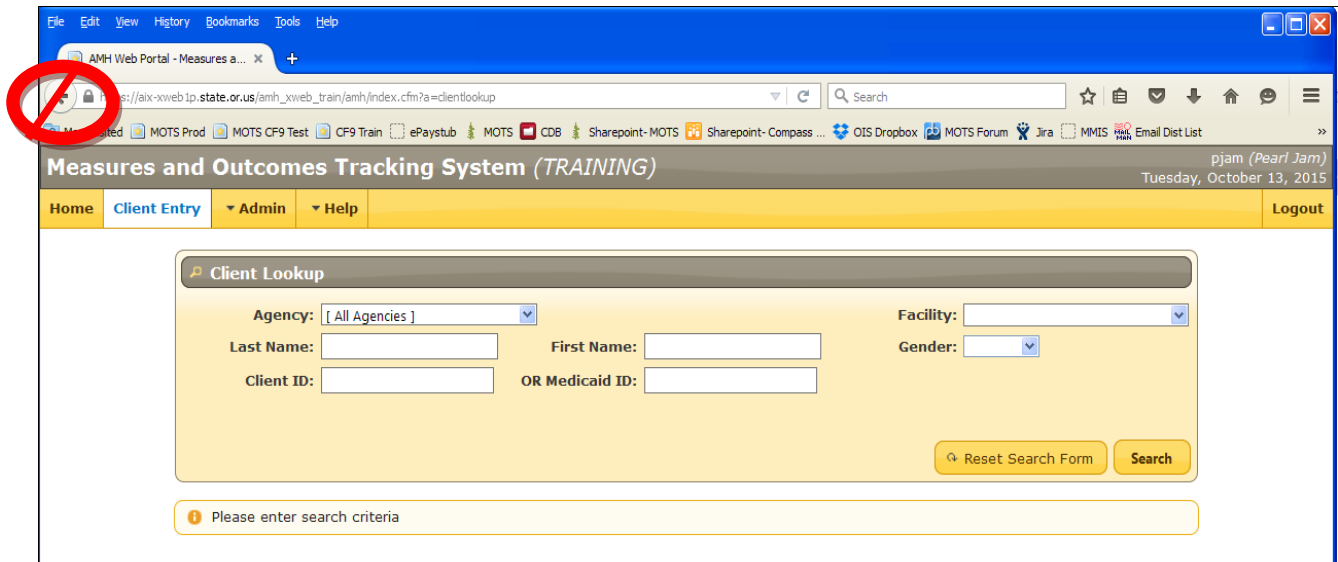 File Edit View History Bookmarks Tools Help
AMH Web Portal - Measures a... × +
s://aix-xweb1p.state.or.us/amh_xweb_train/amh/index.cfm?a=clientlookup Search
ited MOTS Prod MOTS CF9 Test CF9 Train ePaystub MOTS CDB Sharepoint- MOTS Sharepoint- Compass ... OIS Dropbox MOTS Forum Jira MMIS Email Dist List »
Measures and Outcomes Tracking System (TRAINING)
pjam (Pearl Jam)
Tuesday, October 13, 2015
Home Client Entry Admin Help Logout
Client Lookup
Agency: [ All Agencies ] Facility:
Last Name: First Name: Gender:
Client ID: OR Medicaid ID:
Reset Search Form Search
Please enter search criteria